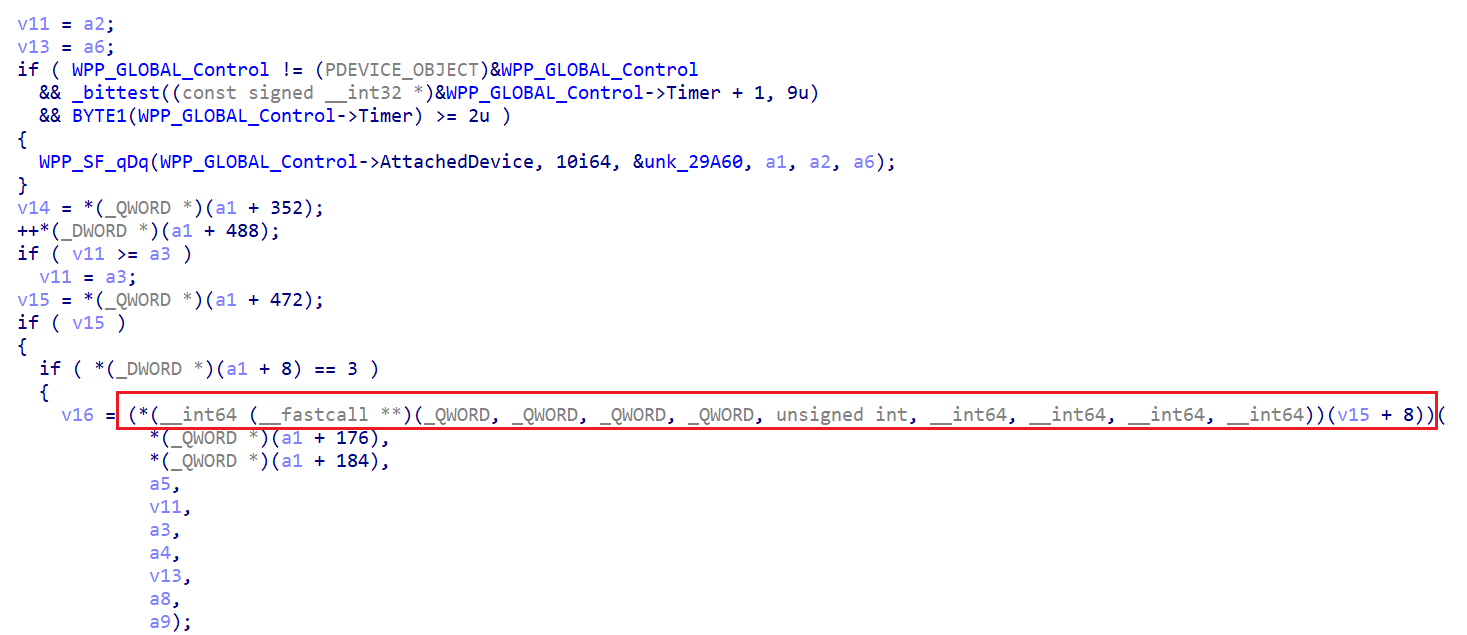 v11 = a2;
v13 = a6;
if ( WPP_GLOBAL_Control != (PDEVICE_OBJECT)&WPP_GLOBAL_Control
&& _bittest((const signed __int32 *)&WPP_GLOBAL_Control->Timer + 1, 9u)
&& BYTE1(WPP_GLOBAL_Control->Timer) >= 2u )
{
WPP_SF_qDq(WPP_GLOBAL_Control->AttachedDevice, 10i64, &unk_29A60, a1, a2, a6);
}
v14 = *(_QWORD *)(a1 + 352);
++*(_DWORD *)(a1 + 488);
if ( v11 >= a3 )
v11 = a3;
v15 = *(_QWORD *)(a1 + 472);
if ( v15 )
{
if ( *(_DWORD *)(a1 + 8) == 3 )
{
v16 = (*(__int64 (__fastcall **)(_QWORD, _QWORD, _QWORD, _QWORD, unsigned int, __int64, __int64, __int64, __int64))(v15 + 8))(
*(_QWORD *)(a1 + 176),
*(_QWORD *)(a1 + 184),
a5,
v11,
a3,
a4,
v13,
a8,
a9);